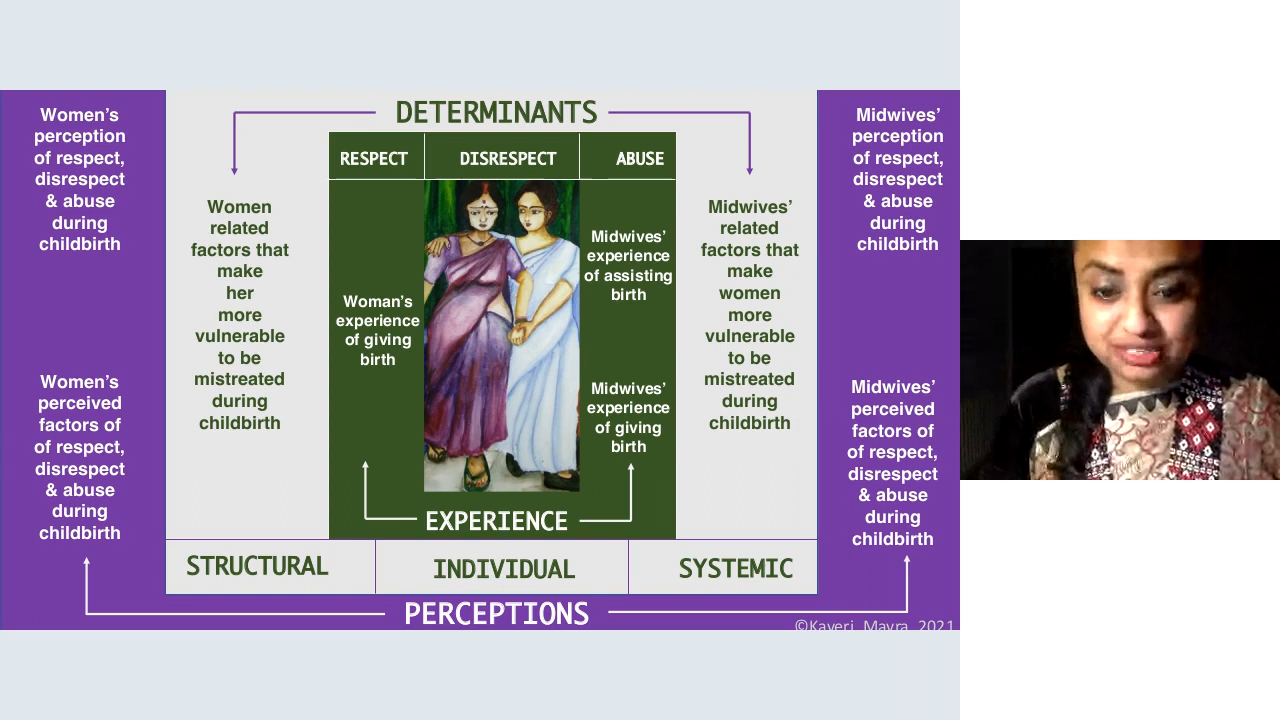 DETERMINANTS
Women's
perception
of respect,
disrespect
& abuse
during
childbirth
Women's
perceived
factors of
of respect,
disrespect
& abuse
during
childbirth
Women
related
factors that
make
her
more
vulnerable
to be
mistreated
during
childbirth
RESPECT
DISRESPECT
ABUSE
Woman's
experience
of giving
birth
Midwives'
experience
of assisting
birth
Midwives'
experience
of giving
birth
EXPERIENCE
Midwives'
related
factors that
make
women
more
vulnerable
to be
mistreated
during
childbirth
Midwives'
perception
of respect,
disrespect
& abuse
during
childbirth
Midwives'
perceived
factors of
of respect,
disrespect
& abuse
during
childbirth
STRUCTURAL
INDIVIDUAL
SYSTEMIC
PERCEPTIONS
©Kaveri Mayra 2021